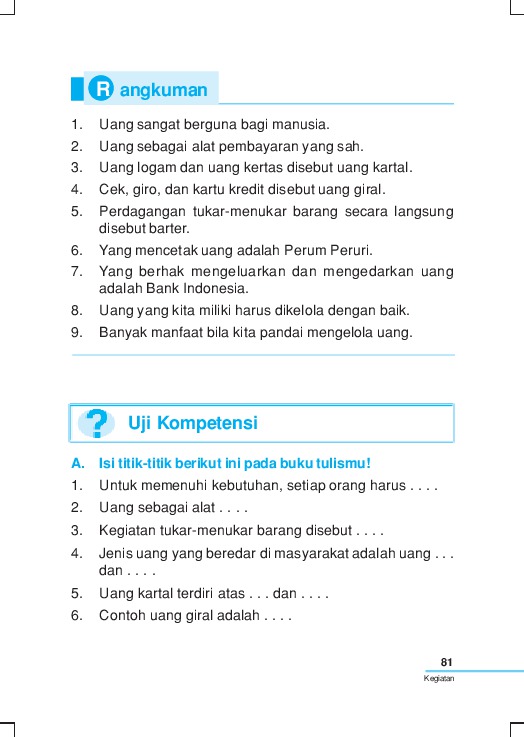 Rangkuman
1. Uang sangat berguna bagi manusia.
2. Uang sebagai alat pembayaran yang sah.
3. Uang logam dan uang kertas disebut uang kartal.
4. Cek, giro, dan kartu kredit disebut uang giral.
5. Perdagangan tukar-menukar barang secara langsung
disebut barter.
6. Yang mencetak uang adalah Perum Peruri.
7. Yang berhak mengeluarkan dan mengedarkan uang
adalah Bank Indonesia.
8. Uang yang kita miliki harus dikelola dengan baik.
9. Banyak manfaat bila kita pandai mengelola uang.
? Uji Kompetensi
A. Isi titik-titik berikut ini pada buku tulismu!
1. Untuk memenuhi kebutuhan, setiap orang harus . . . .
2. Uang sebagai alat . . . .
3. Kegiatan tukar-menukar barang disebut . . . .
4. Jenis uang yang beredar di masyarakat adalah uang . . .
dan . . . .
5. Uang kartal terdiri atas . . . dan . . . .
6. Contoh uang giral adalah . . . .
81
Kegiatan